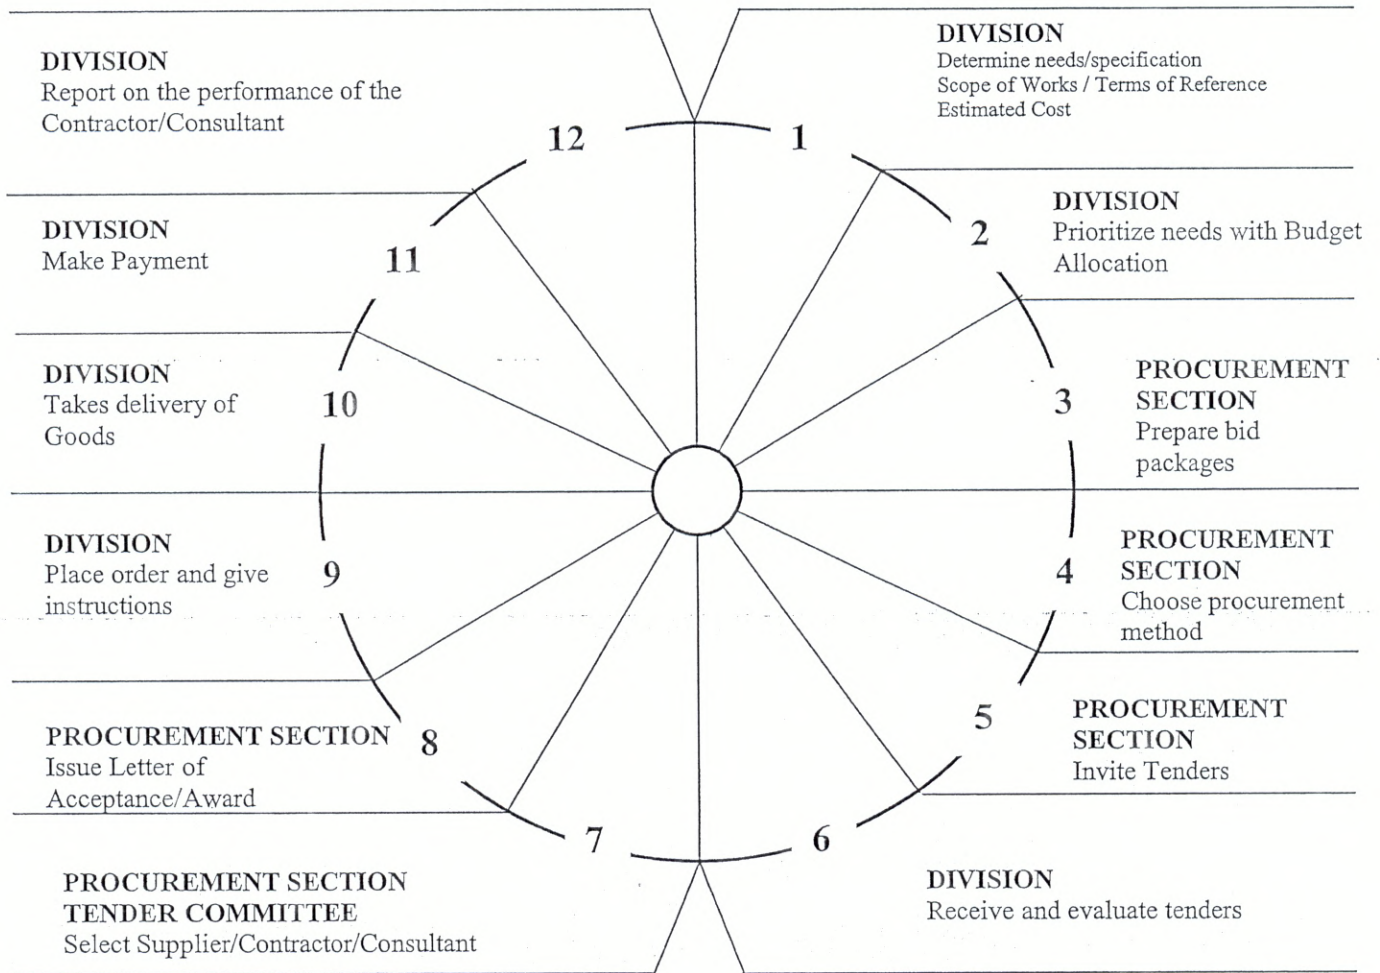 DIVISION
Determine needs/specification
Scope of Works / Terms of Reference
Estimated Cost
1
DIVISION
Prioritize needs with Budget
Allocation
2
PROCUREMENT
SECTION
Prepare bid
packages
3
PROCUREMENT
SECTION
Choose procurement
method
4
PROCUREMENT
SECTION
Invite Tenders
5
DIVISION
Receive and evaluate tenders
6
PROCUREMENT SECTION
TENDER COMMITTEE
Select Supplier/Contractor/Consultant
7
PROCUREMENT SECTION
Issue Letter of
Acceptance/Award
8
DIVISION
Place order and give
instructions
9
DIVISION
Takes delivery of
Goods
10
DIVISION
Make Payment
11
DIVISION
Report on the performance of the
Contractor/Consultant
12